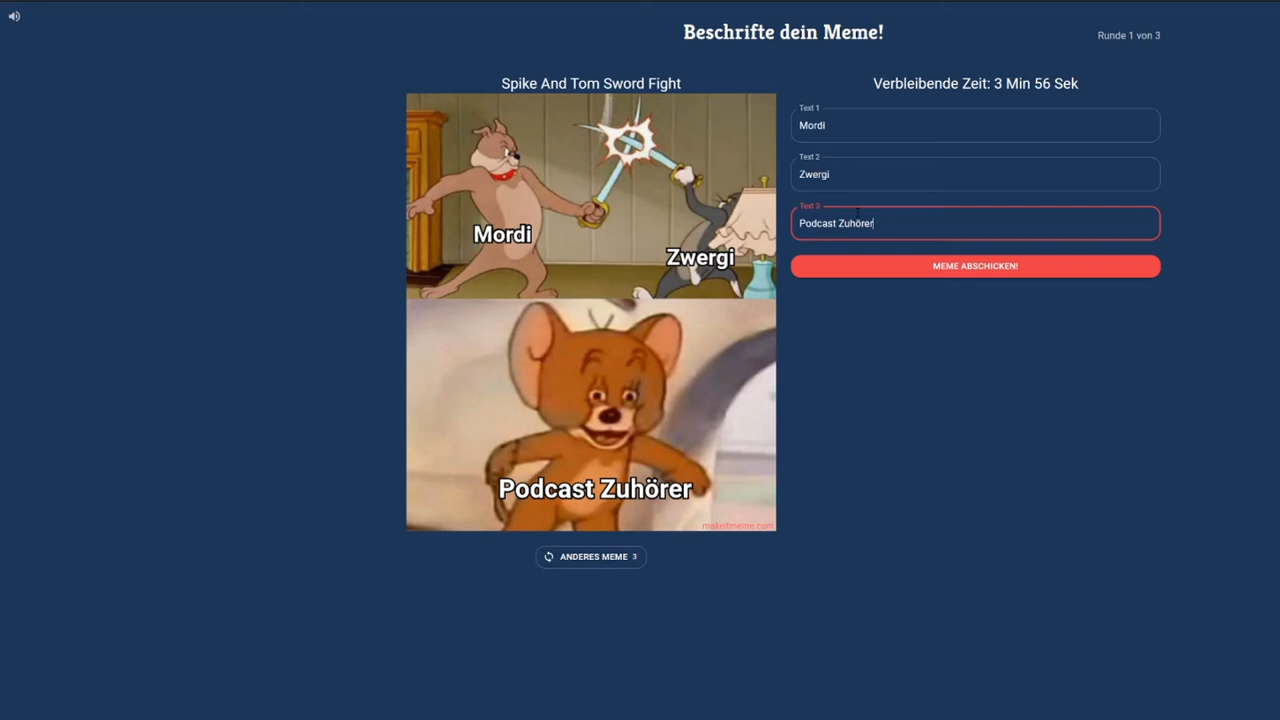 Beschrifte dein Meme!
Runde 1 von 3
Spike And Tom Sword Fight
Mordi
Zwergi
Podcast Zuhörer
makeitmeme.com
ANDERES MEME 3
Verbleibende Zeit: 3 Min 56 Sek
Text 1
Mordi
Text 2
Zwergi
Text 3
Podcast Zuhörer
MEME ABSCHICKEN!